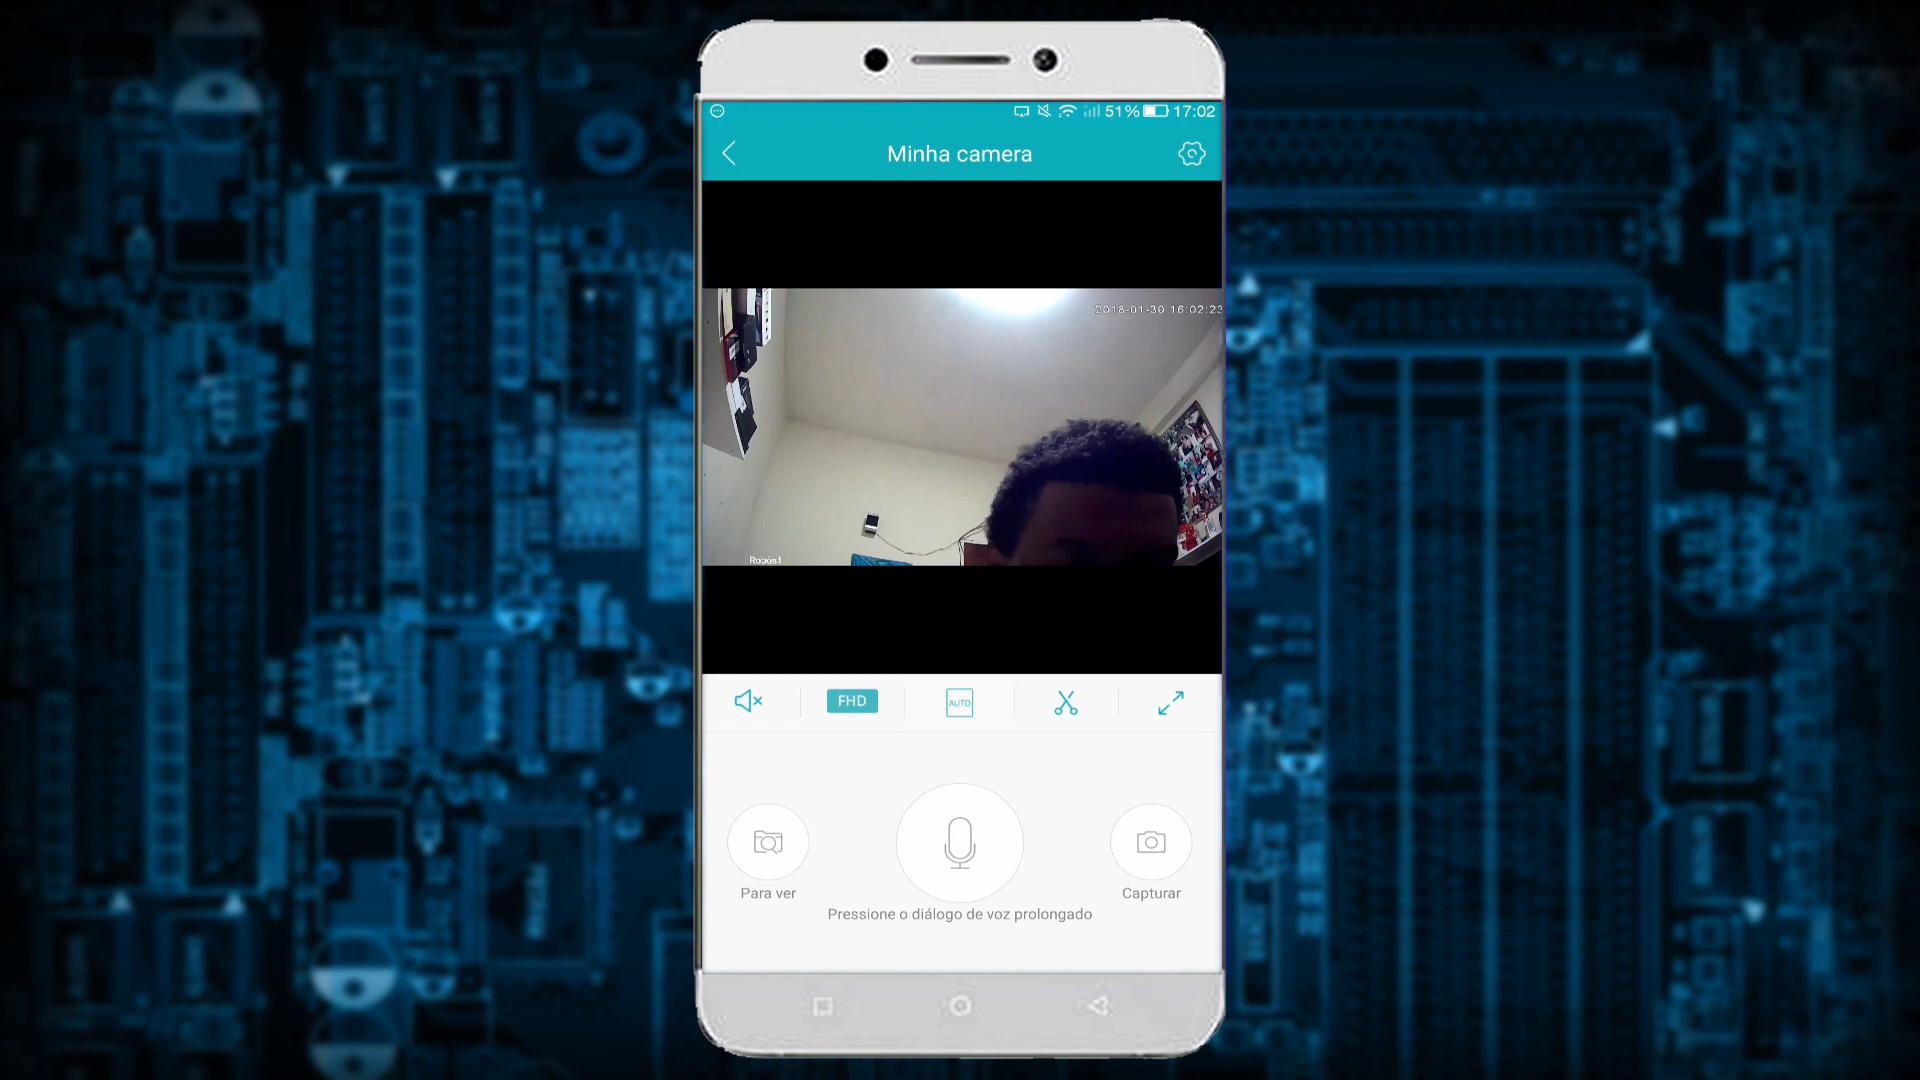 51% 17:02
Minha camera
2018-01-30 16:02:23
FHD
AUTO
Para ver
Capturar
Pressione o diálogo de voz prolongado